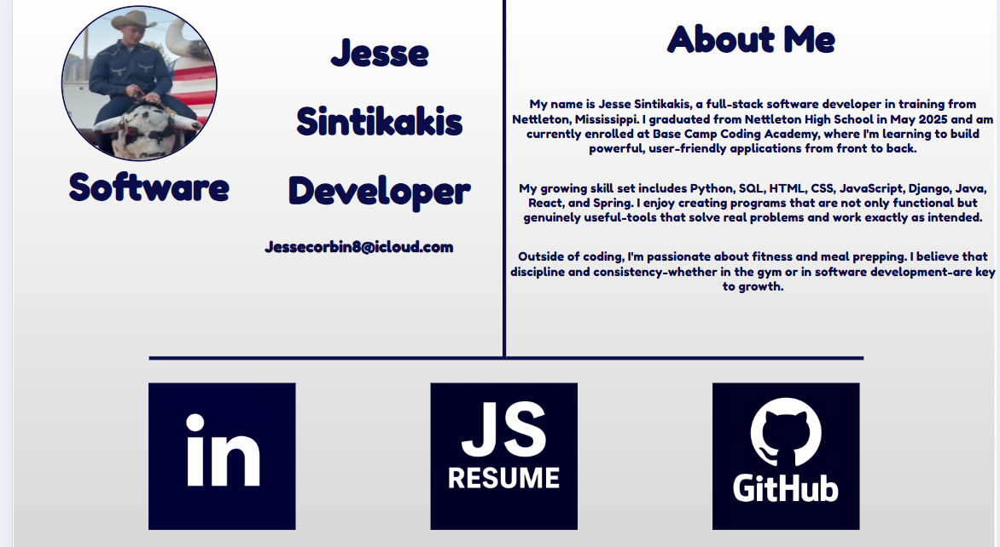 Jesse
Sintikakis
Software Developer
Jessecorbin8@icloud.com
About Me
My name is Jesse Sintikakis, a full-stack software developer in training from
Nettleton, Mississippi. I graduated from Nettleton High School in May 2025 and am
currently enrolled at Base Camp Coding Academy, where I'm learning to build
powerful, user-friendly applications from front to back.
My growing skill set includes Python, SQL, HTML, CSS, JavaScript, Django, Java,
React, and Spring. I enjoy creating programs that are not only functional but
genuinely useful-tools that solve real problems and work exactly as intended.
Outside of coding, I'm passionate about fitness and meal prepping. I believe that
discipline and consistency-whether in the gym or in software development-are key
to growth.
in
JS
RESUME
GitHub